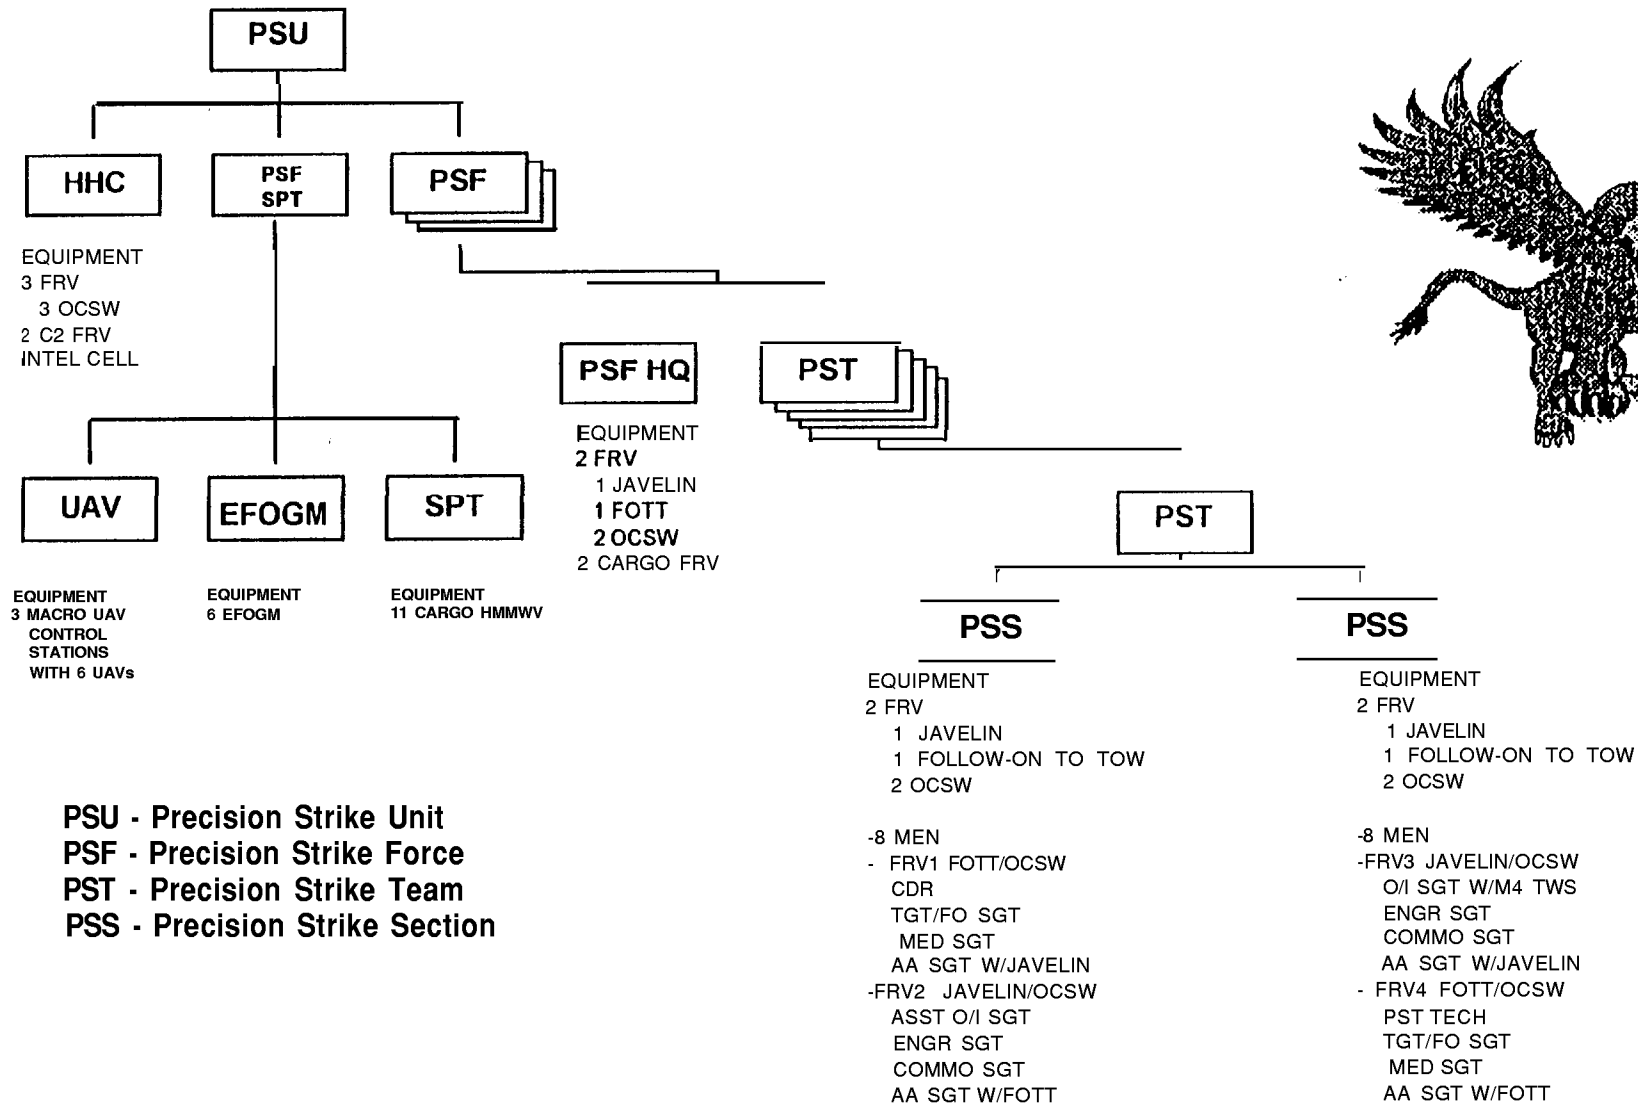 PSU
HHC
PSF
SPT
PSF
EQUIPMENT
3 FRV
3 OCSW
2 C2 FRV
INTEL CELL
PSF HQ
PST
EQUIPMENT
2 FRV
1 JAVELIN
1 FOTT
2 OCSW
2 CARGO FRV
UAV
EFOGM
SPT
EQUIPMENT
3 MACRO UAV
CONTROL
STATIONS
WITH 6 UAVs
EQUIPMENT
6 EFOGM
EQUIPMENT
11 CARGO HMMWV
PST
PSS
EQUIPMENT
2 FRV
1 JAVELIN
1 FOLLOW-ON TO TOW
2 OCSW
-8 MEN
- FRV1 FOTT/OCSW
CDR
TGT/FO SGT
MED SGT
AA SGT W/JAVELIN
-FRV2 JAVELIN/OCSW
ASST O/I SGT
ENGR SGT
COMMO SGT
AA SGT W/FOTT
PSS
EQUIPMENT
2 FRV
1 JAVELIN
1 FOLLOW-ON TO TOW
2 OCSW
-8 MEN
-FRV3 JAVELIN/OCSW
O/I SGT W/M4 TWS
ENGR SGT
COMMO SGT
AA SGT W/JAVELIN
- FRV4 FOTT/OCSW
PST TECH
TGT/FO SGT
MED SGT
AA SGT W/FOTT
PSU - Precision Strike Unit
PSF - Precision Strike Force
PST - Precision Strike Team
PSS - Precision Strike Section